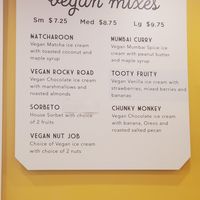 vegan mixes
Sm $7.25 Med $8.75 Lg $9.75
MATCHAROON
Vegan Matcha ice cream
with toasted coconut and
maple syrup
VEGAN ROCKY ROAD
Vegan Chocolate ice cream
with marshmallows and
roasted almonds
SORBETO
House Sorbet with choice
of 2 fruits
VEGAN NUT JOB
Choice of Vegan ice cream
with choice of 2 nuts
MUMBAI CURRY
Vegan Mumbai Spice ice
cream with peanut butter
and maple syrup
TOOTY FRUITY
Vegan Vanilla ice cream with
strawberries, mixed berries and
bananas
CHUNKY MONKEY
Vegan Chocolate ice cream
with banana, Oreos and
roasted salted pecan